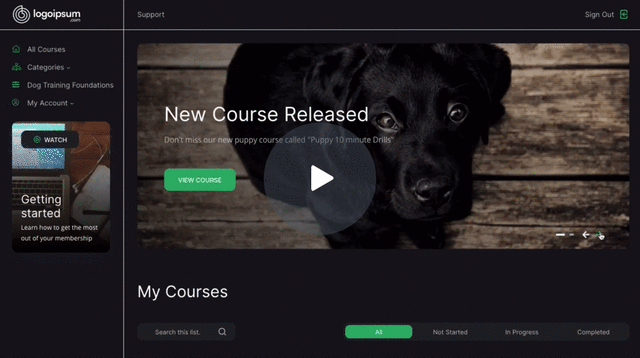 logoipsum
.com
Support
Sign Out
All Courses
Categories
Dog Training Foundations
My Account
WATCH
Getting
started
Learn how to get the most
out of your membership
New Course Released
Don't miss our new puppy course called "Puppy 10 minute Drills"
VIEW COURSE
My Courses
Search this list.
All
Not Started
In Progress
Completed